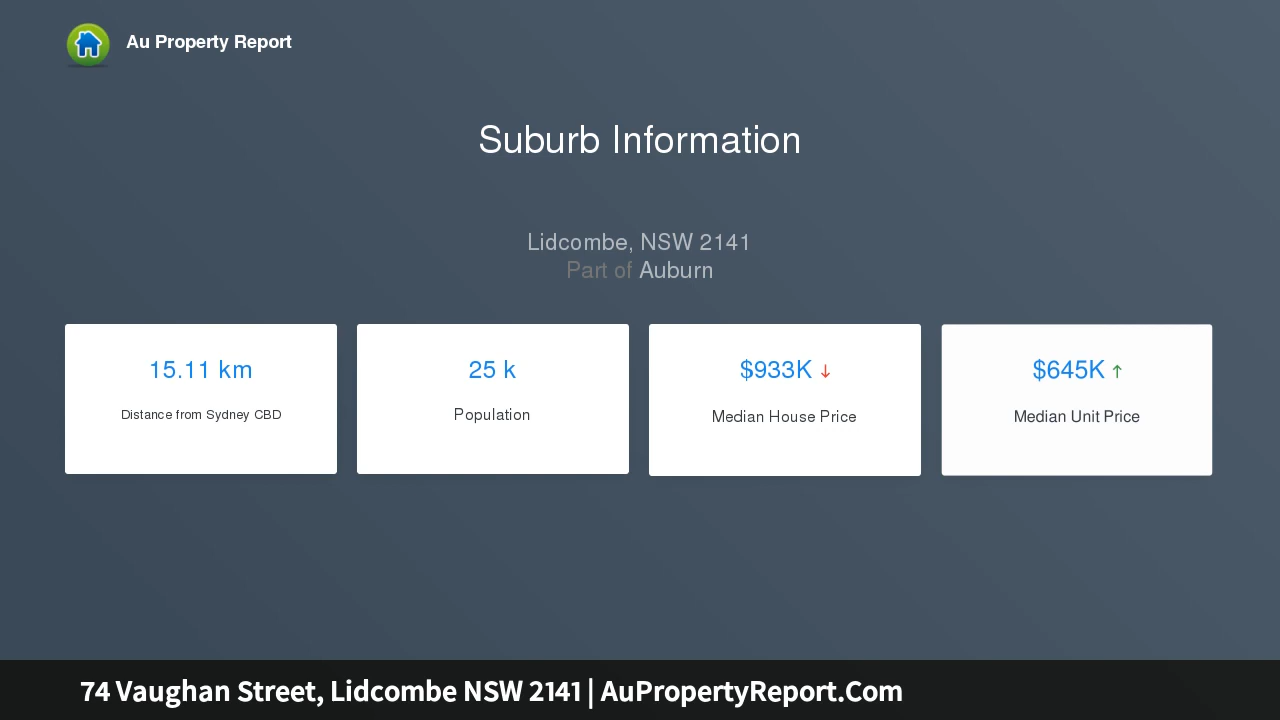 Au Property Report
Suburb Information
Lidcombe, NSW 2141
Part of Auburn
15.11 km
Distance from Sydney CBD
25 k
Population
$933K ↓
Median House Price
$645K ↑
Median Unit Price
74 Vaughan Street, Lidcombe NSW 2141 | AuPropertyReport.Com